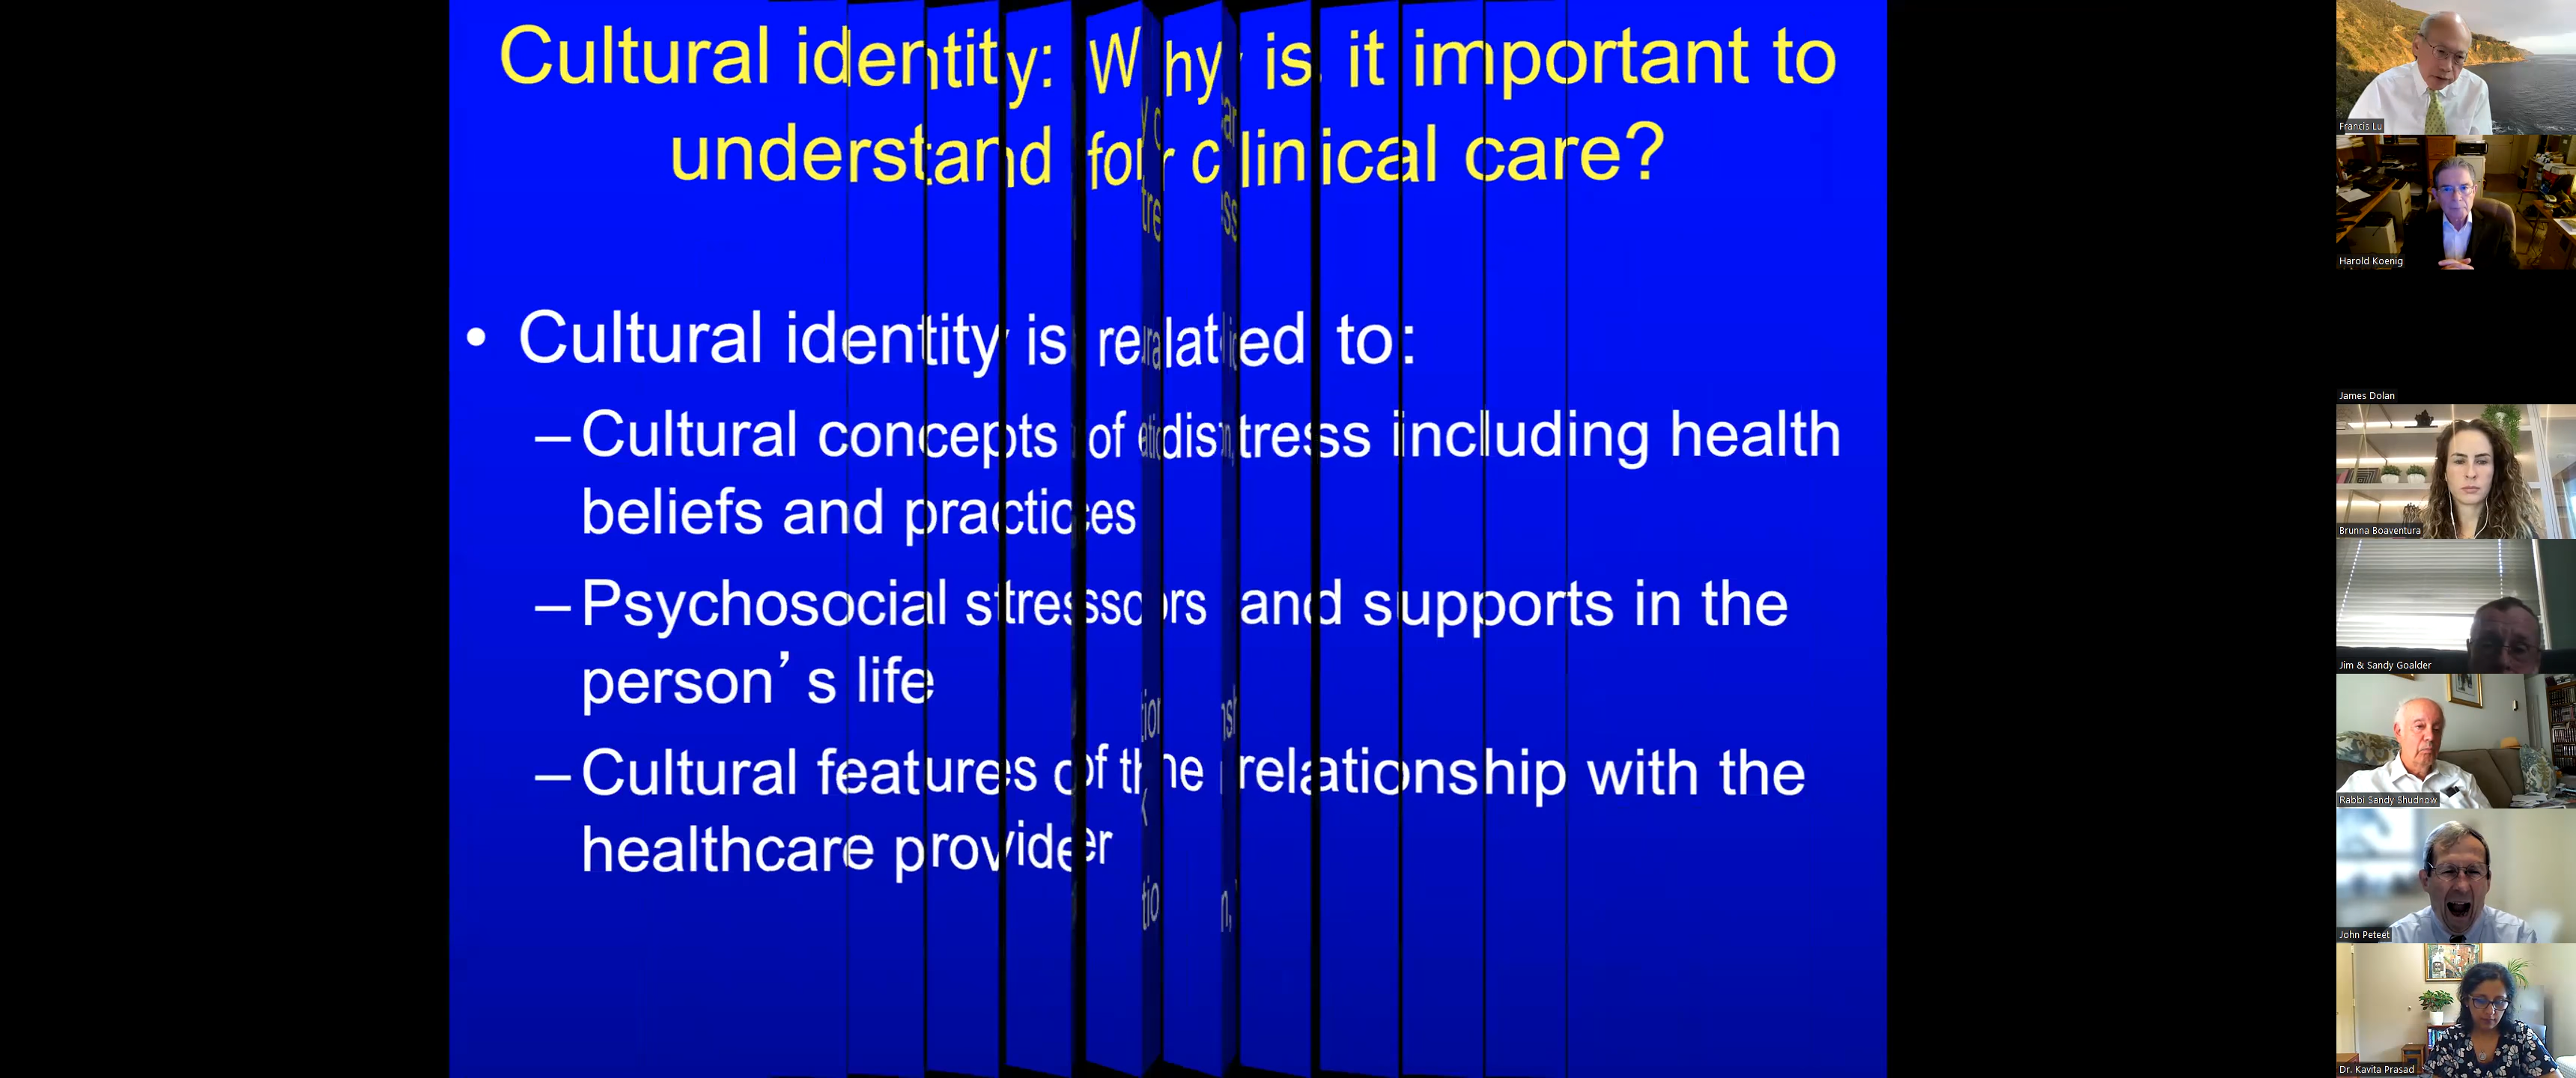 Cultural identity: Why is it important to
understand for clinical care?
• Cultural identity is related to:
– Cultural concepts of distress including health
beliefs and practices
– Psychosocial stressors and supports in the
person’s life
– Cultural features of the relationship with the
healthcare provider
Francis Lu
Harold Koenig
James Dolan
Brunna Boaventura
Jim & Sandy Goalder
Rabbi Sandy Shudnow
John Peteet
Dr. Kavita Prasad